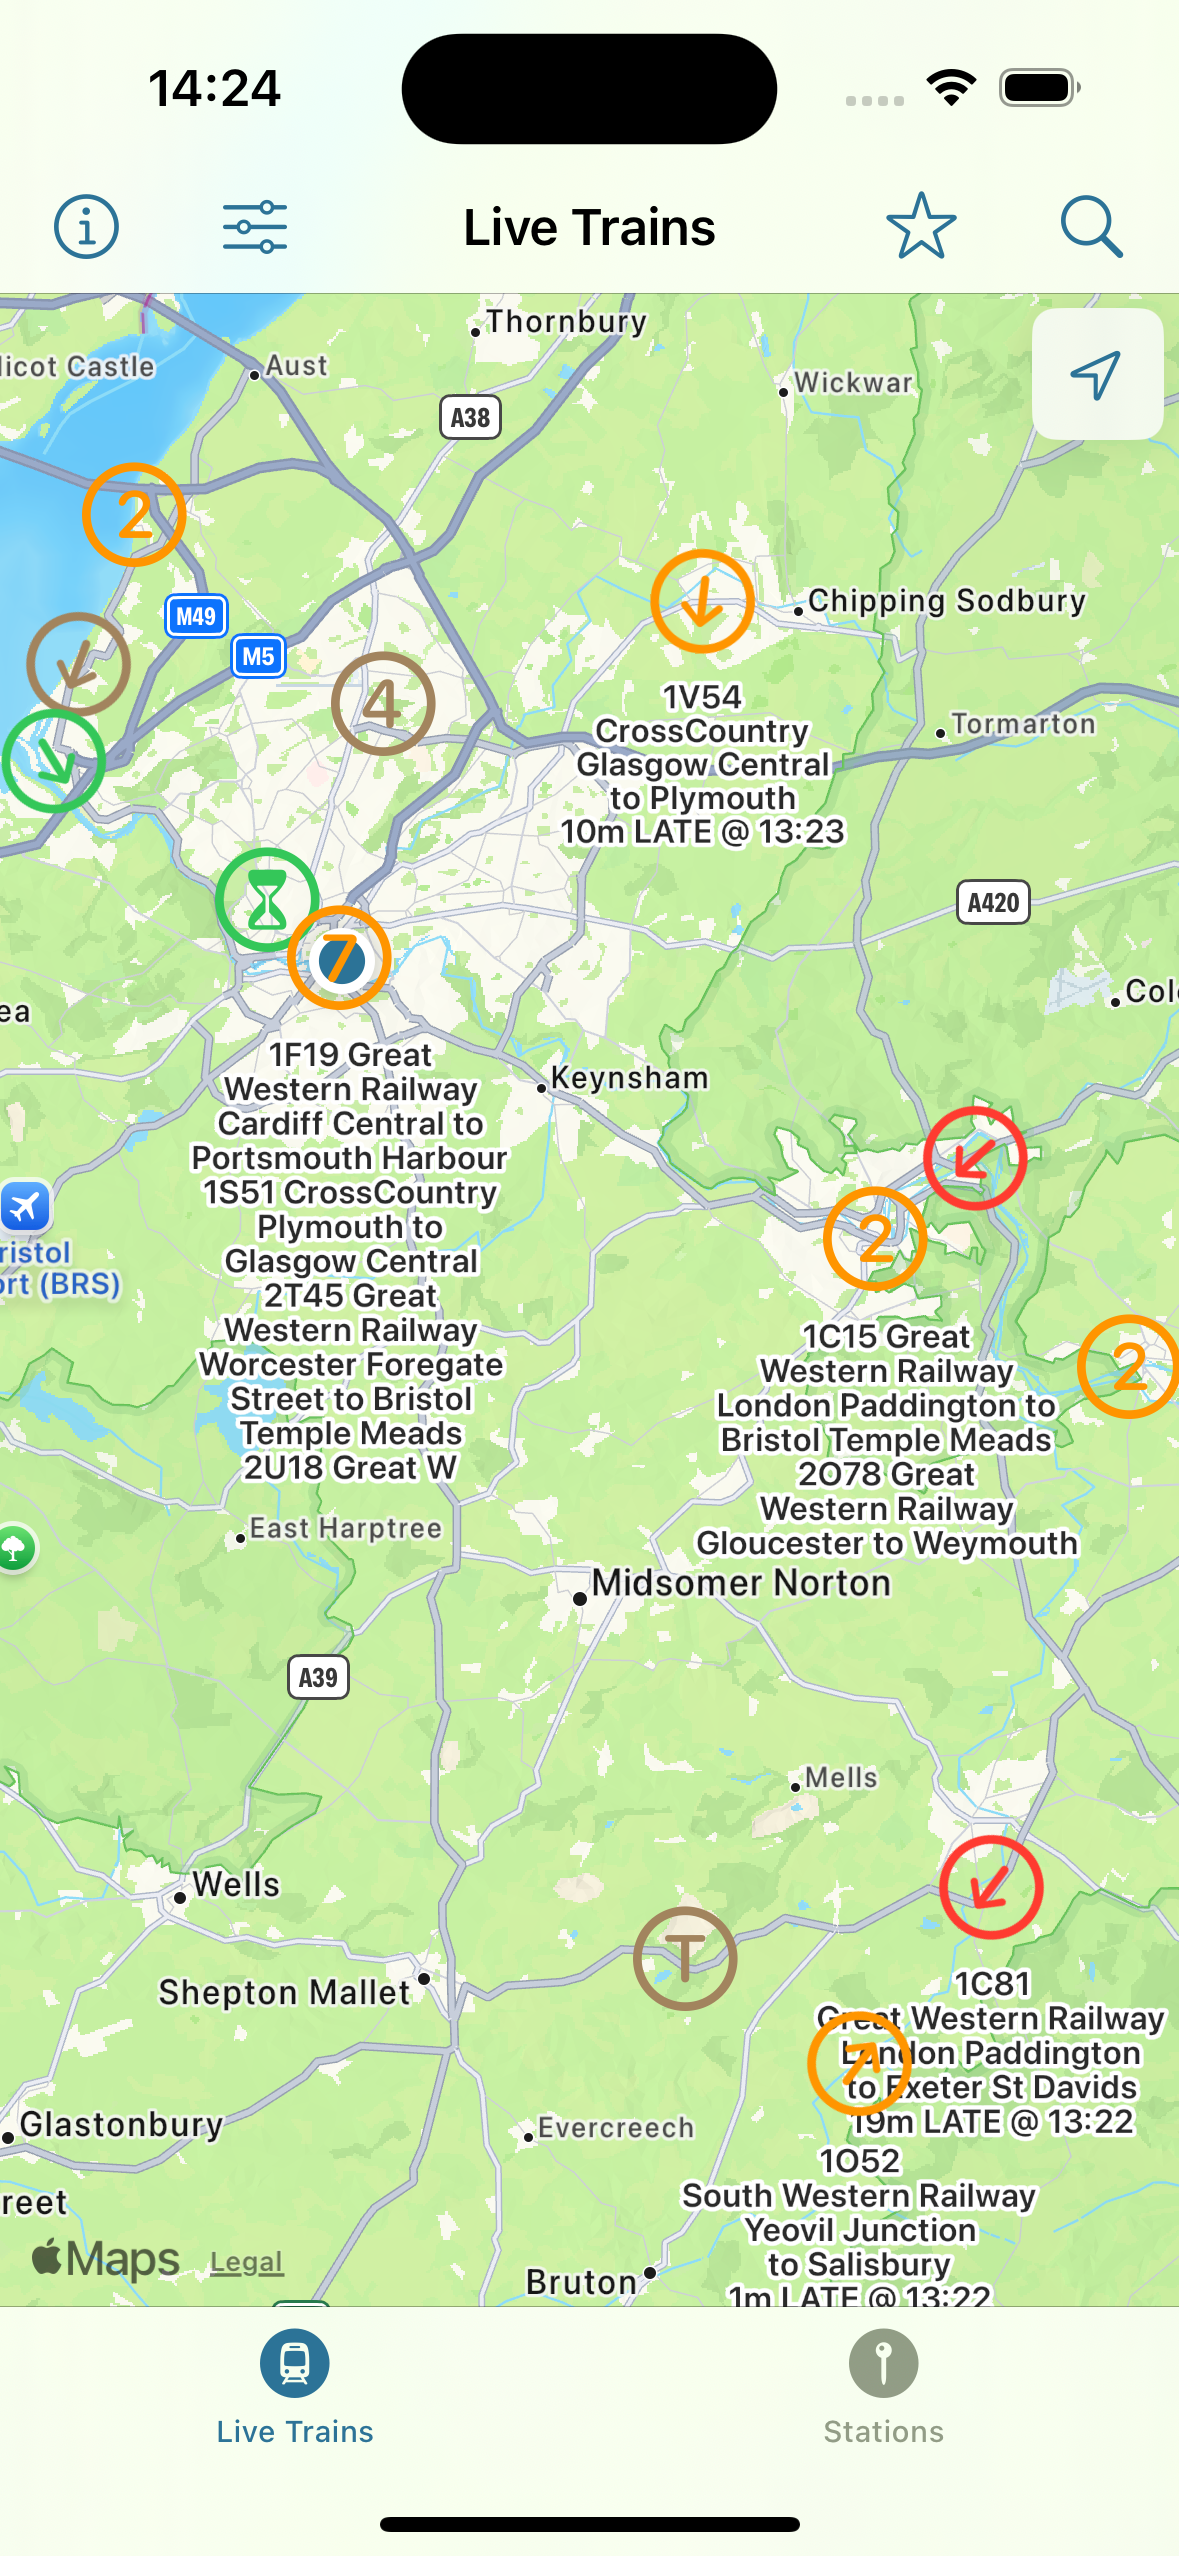 14:24
Live Trains
Thornbury
licot Castle
Aust
Wickwar
A38
2
M49
Chipping Sodbury
M5
4
1V54
CrossCountry
Glasgow Central
to Plymouth
10m LATE @ 13:23
Tormarton
A420
7
Col
ea
1F19 Great
Western Railway
Cardiff Central to
Portsmouth Harbour
1S51 CrossCountry
Plymouth to
Glasgow Central
2T45 Great
Western Railway
Worcester Foregate
Street to Bristol
Temple Meads
2U18 Great W
Keynsham
ristol
ort (BRS)
2
1C15 Great
Western Railway
London Paddington to
Bristol Temple Meads
2O78 Great
Western Railway
Gloucester to Weymouth
2
East Harptree
Midsomer Norton
A39
Mells
Wells
T
Shepton Mallet
1C81
Great Western Railway
London Paddington
to Exeter St Davids
19m LATE @ 13:22
Glastonbury
Evercreech
1O52
South Western Railway
Yeovil Junction
to Salisbury
1m LATE @ 13:22
reet
Maps
Legal
Bruton
Live Trains
Stations